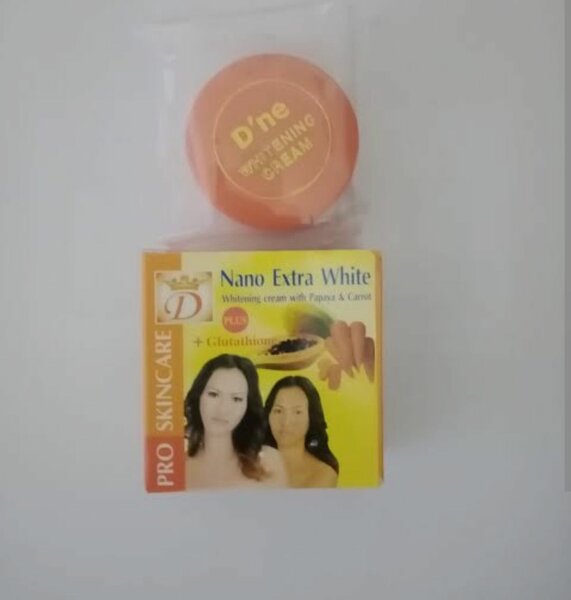 D'ne
WHITENING
CREAM
Nano Extra White
Whitening cream with Papaya & Carrot
D
PLUS
+ Glutathione
PRO SKINCARE